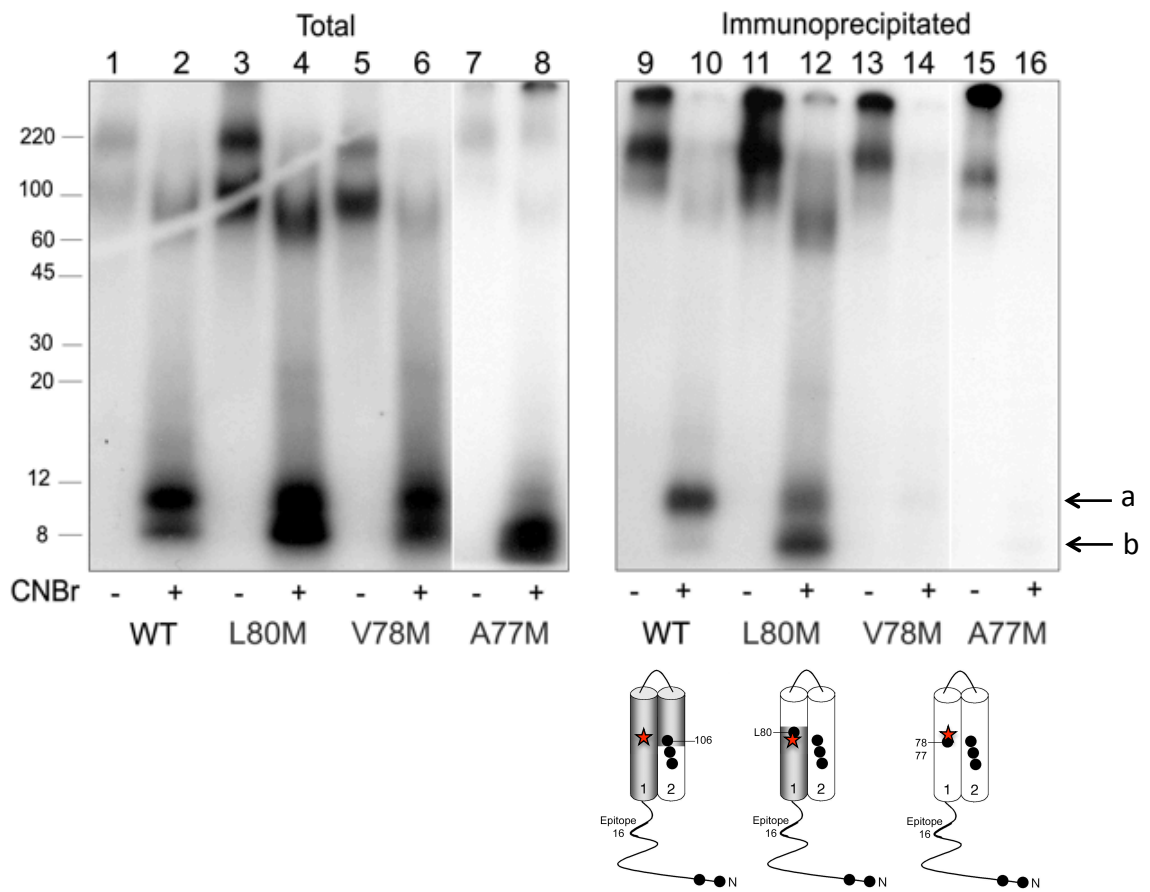 Total
1 2 3 4 5 6 7 8
220
100
60
45
30
20
12
8
CNBr - + - + - + - +
WT L80M V78M A77M
Immunoprecipitated
9 10 11 12 13 14 15 16
a
b
- + - + - + - +
WT L80M V78M A77M
106
1 2
Epitope
16
N
L80
1 2
Epitope
16
N
78
77
1 2
Epitope
16
N